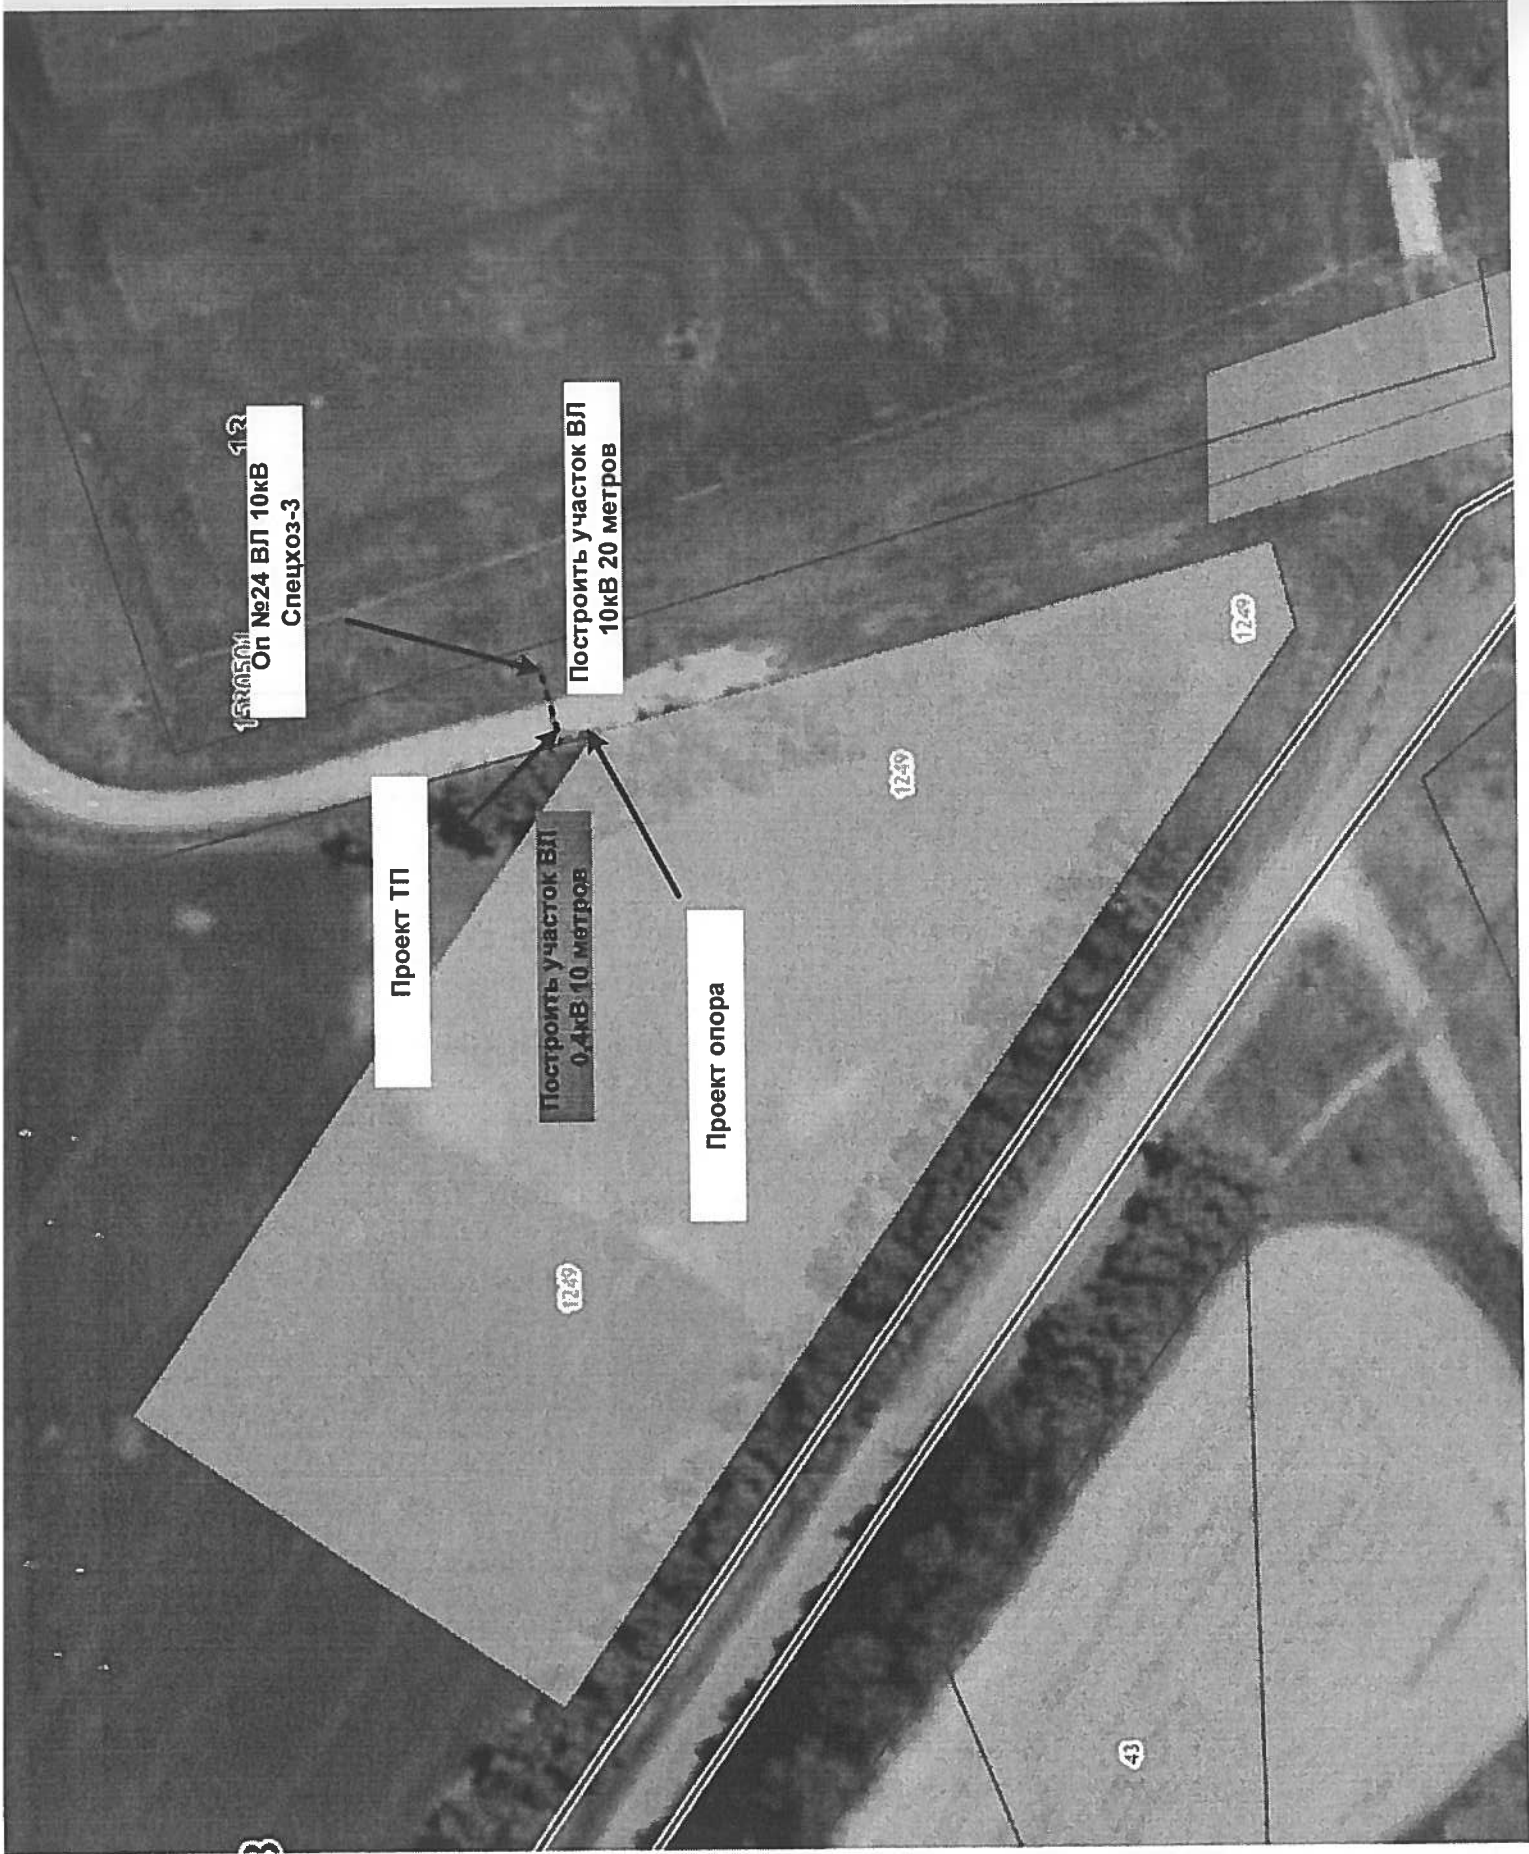 13
Оп №24 ВЛ 10кВ
Спецхоз-3
Построить участок ВЛ
10кВ 20 метров
Проект ТП
Построить участок ВЛ
0,4кВ 10 метров
Проект опора
1249
1249
1249
43